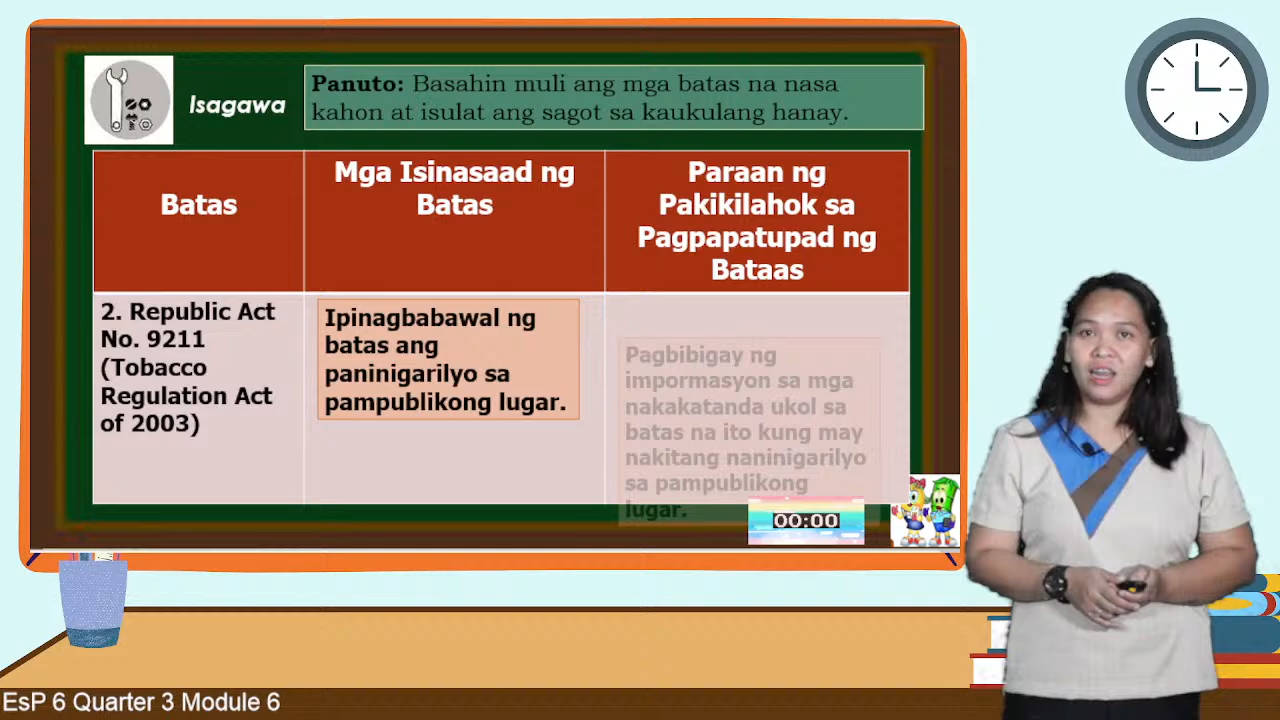 Isagawa
Panuto: Basahin muli ang mga batas na nasa
kahon at isulat ang sagot sa kaukulang hanay.
Batas
Mga Isinasaad ng
Batas
Paraan ng
Pakikilahok sa
Pagpapatupad ng
Bataas
2. Republic Act
No. 9211
(Tobacco
Regulation Act
of 2003)
Ipinagbabawal ng
batas ang
paninigarilyo sa
pampublikong lugar.
Pagbibigay ng
impormasyon sa mga
nakakatanda ukol sa
batas na ito kung may
nakitang naninigarilyo
sa pampublikong
lugar.
00:00
EsP 6 Quarter 3 Module 6